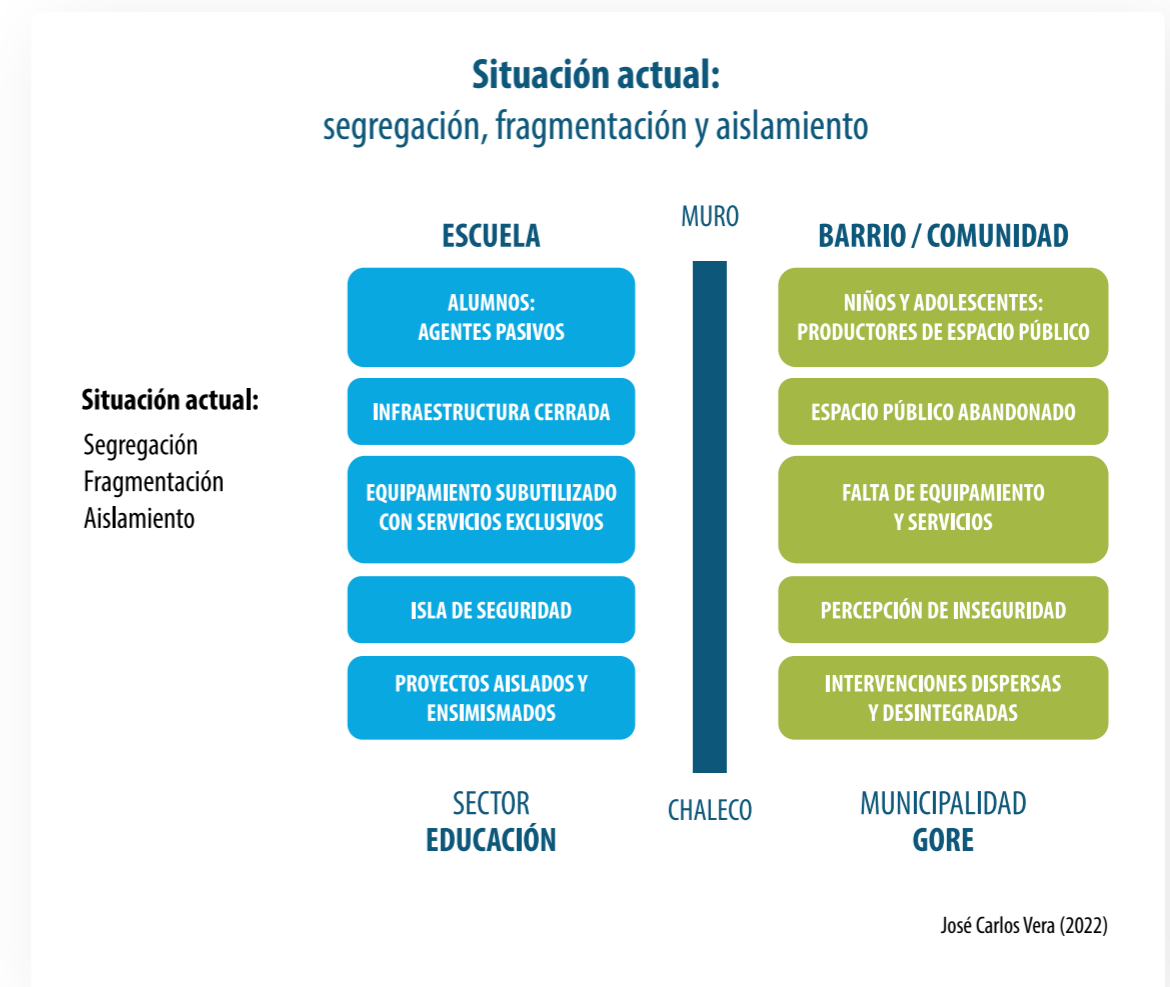 Situación actual:
segregación, fragmentación y aislamiento
Situación actual:
Segregación
Fragmentación
Aislamiento
ESCUELA
ALUMNOS:
AGENTES PASIVOS
INFRAESTRUCTURA CERRADA
EQUIPAMIENTO SUBUTILIZADO
CON SERVICIOS EXCLUSIVOS
ISLA DE SEGURIDAD
PROYECTOS AISLADOS Y
ENSIMISMADOS
SECTOR
EDUCACIÓN
MURO
CHALECO
BARRIO / COMUNIDAD
NIÑOS Y ADOLESCENTES:
PRODUCTORES DE ESPACIO PÚBLICO
ESPACIO PÚBLICO ABANDONADO
FALTA DE EQUIPAMIENTO
Y SERVICIOS
PERCEPCIÓN DE INSEGURIDAD
INTERVENCIONES DISPERSAS
Y DESINTEGRADAS
MUNICIPALIDAD
GORE
José Carlos Vera (2022)